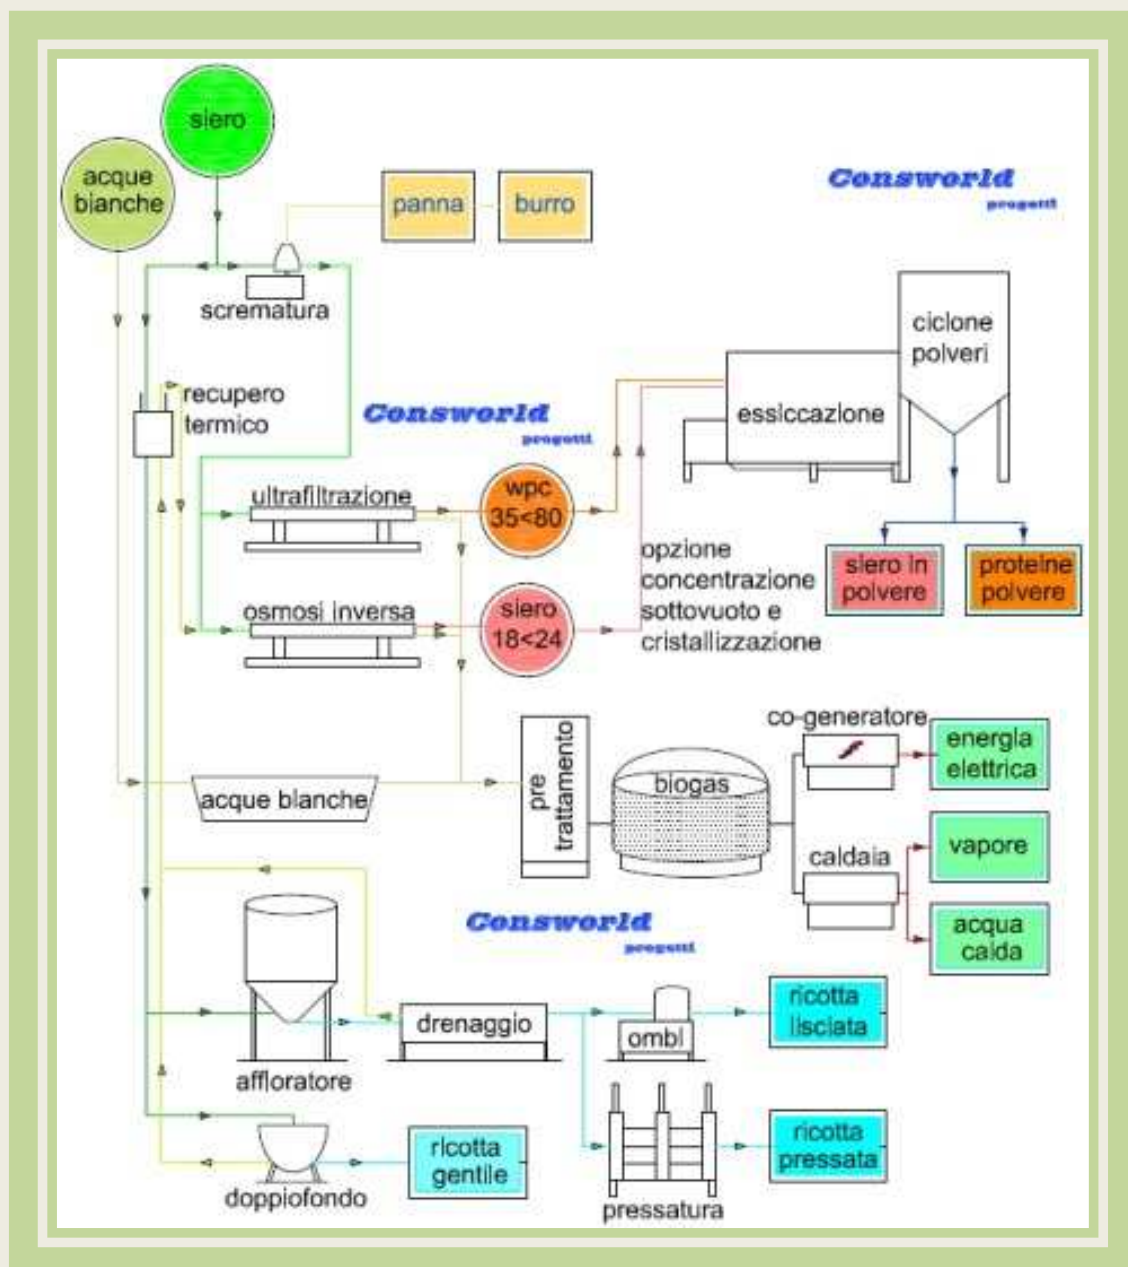 siero
acque
bianche
panna
burro
Consworld
progetti
scrematura
ciclone
polveri
recupero
termico
Consworld
progetti
essiccazione
ultrafiltrazione
wpc
35<80
opzione
concentrazione
sottovuoto e
cristallizzazione
siero in
polvere
proteine
polvere
osmosi inversa
siero
18<24
co-generatore
energia
elettrica
pre
trattamento
biogas
acque bianche
caldaia
vapore
acqua
calda
Consworld
progetti
drenaggio
ombi
ricotta
lisciata
affioratore
ricotta
gentile
doppiofondo
ricotta
pressata
pressatura